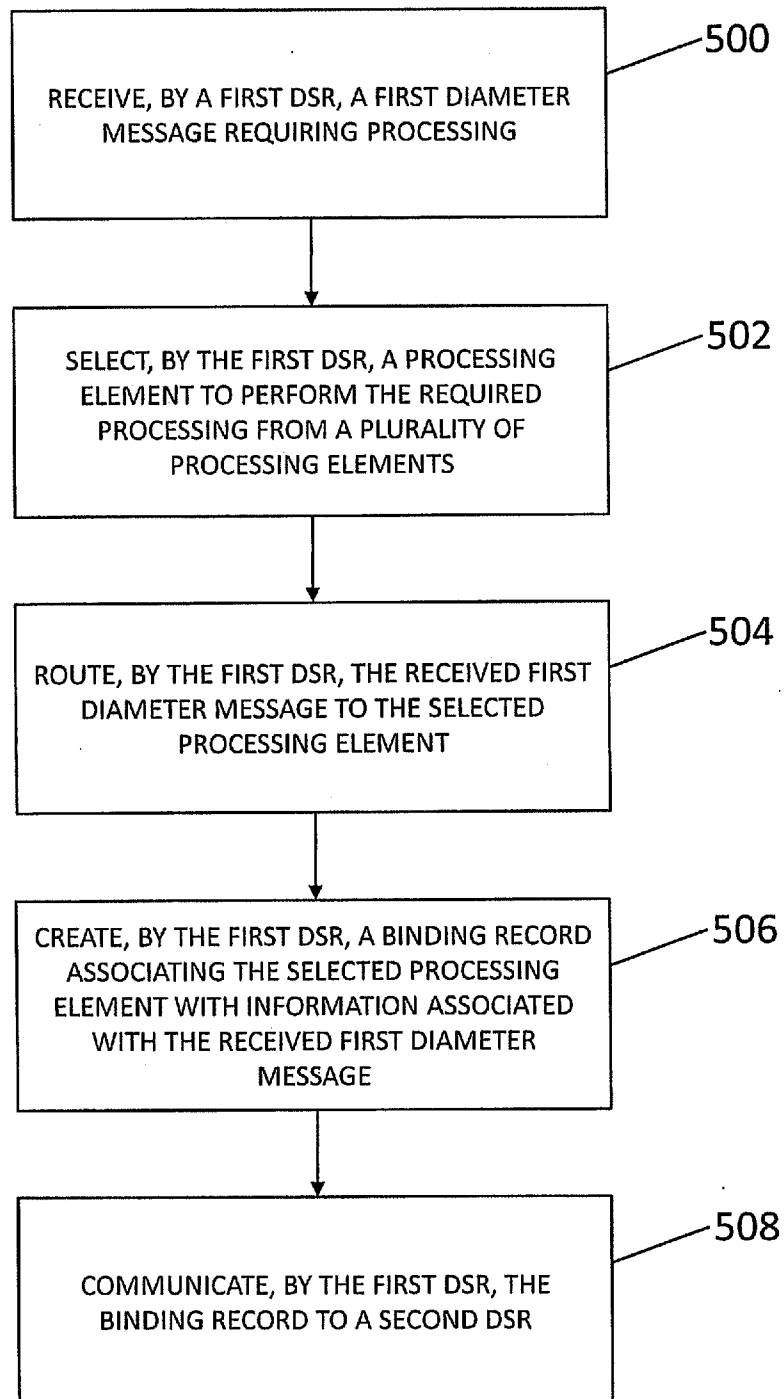 500
RECEIVE, BY A FIRST DSR, A FIRST DIAMETER
MESSAGE REQUIRING PROCESSING
502
SELECT, BY THE FIRST DSR, A PROCESSING
ELEMENT TO PERFORM THE REQUIRED
PROCESSING FROM A PLURALITY OF
PROCESSING ELEMENTS
504
ROUTE, BY THE FIRST DSR, THE RECEIVED FIRST
DIAMETER MESSAGE TO THE SELECTED
PROCESSING ELEMENT
506
CREATE, BY THE FIRST DSR, A BINDING RECORD
ASSOCIATING THE SELECTED PROCESSING
ELEMENT WITH INFORMATION ASSOCIATED
WITH THE RECEIVED FIRST DIAMETER
MESSAGE
508
COMMUNICATE, BY THE FIRST DSR, THE
BINDING RECORD TO A SECOND DSR